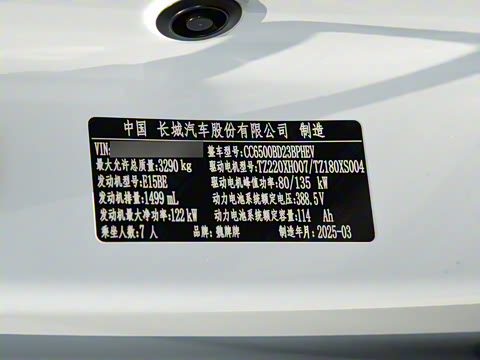 中国 长城汽车股份有限公司 制造
VIN: 整车型号:CC6500BD23BPHEV
最大允许总质量:3290 kg 驱动电机型号:TZ220XH007/TZ180XS004
发动机型号:E15BE 驱动电机峰值功率:80/135 kW
发动机排量:1499 mL 动力电池系统额定电压:388.5V
发动机最大净功率:122 kW 动力电池系统额定容量:114 Ah
乘坐人数:7 人 品牌:魏牌牌 制造年月:2025-03